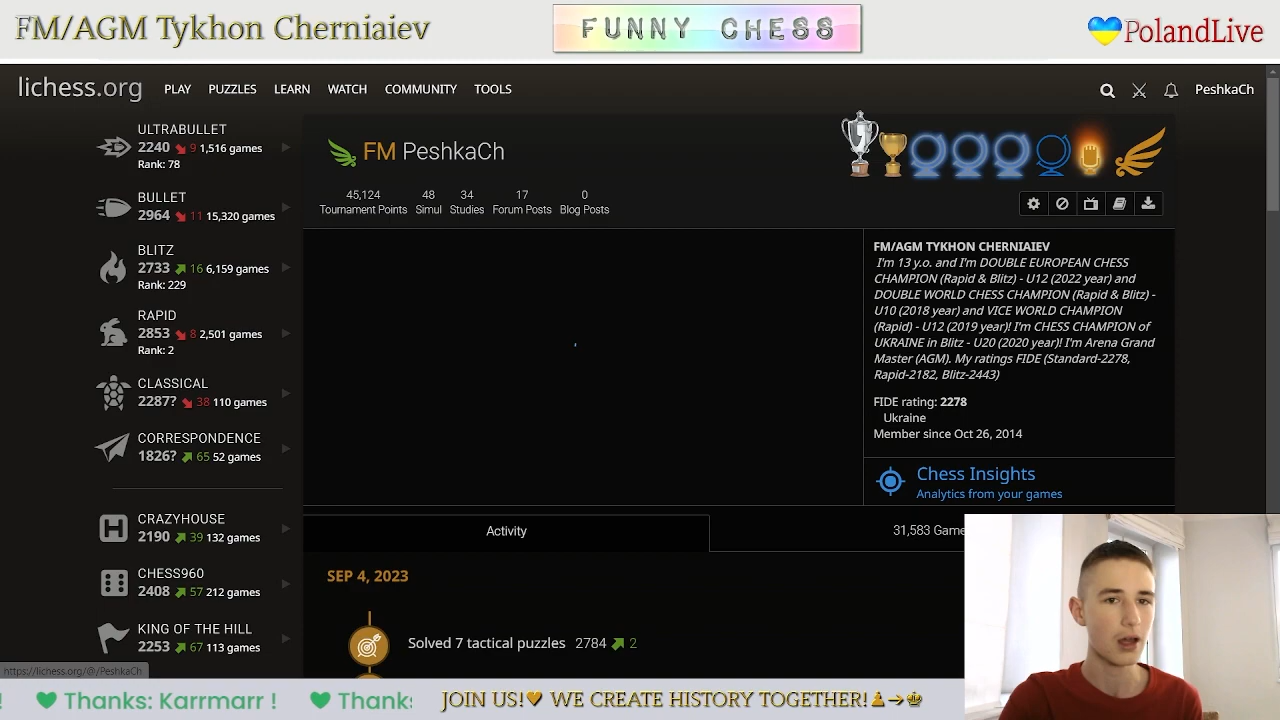 FM/AGM Tykhon Cherniaiev
FUNNY CHESS
PolandLive
lichess.org
PLAY PUZZLES LEARN WATCH COMMUNITY TOOLS
PeshkaCh
ULTRABULLET
2240 9 1,516 games
Rank: 78
BULLET
2964 11 15,320 games
BLITZ
2733 16 6,159 games
Rank: 229
RAPID
2853 8 2,501 games
Rank: 2
CLASSICAL
2287? 38 110 games
CORRESPONDENCE
1826? 65 52 games
CRAZYHOUSE
2190 39 132 games
CHESS960
2408 57 212 games
KING OF THE HILL
2253 67 113 games
FM PeshkaCh
45,124 48 34 17 0
Tournament Points Simul Studies Forum Posts Blog Posts
FM/AGM TYKHON CHERNIAIEV
I'm 13 y.o. and I'm DOUBLE EUROPEAN CHESS
CHAMPION (Rapid & Blitz) - U12 (2022 year) and
DOUBLE WORLD CHESS CHAMPION (Rapid & Blitz) -
U10 (2018 year) and VICE WORLD CHAMPION
(Rapid) - U12 (2019 year)! I'm CHESS CHAMPION of
UKRAINE in Blitz - U20 (2020 year)! I'm Arena Grand
Master (AGM). My ratings FIDE (Standard-2278,
Rapid-2182, Blitz-2443)
FIDE rating: 2278
Ukraine
Member since Oct 26, 2014
Chess Insights
Analytics from your games
Activity
31,583 Game
SEP 4, 2023
Solved 7 tactical puzzles 2784 2
https://lichess.org/@/PeshkaCh
! Thanks: Karrmarr ! Thanks
JOIN US! WE CREATE HISTORY TOGETHER!